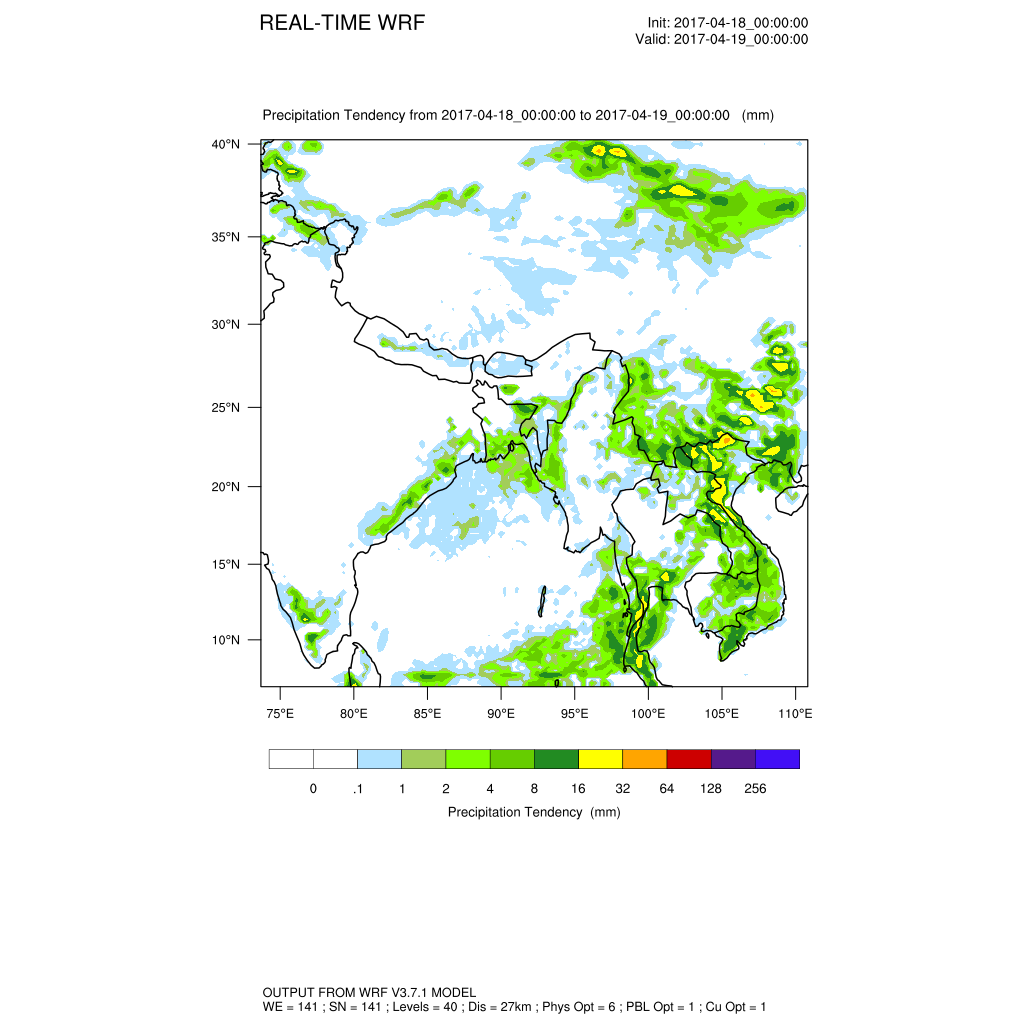 REAL-TIME WRF
Init: 2017-04-18_00:00:00
Valid: 2017-04-19_00:00:00
Precipitation Tendency from 2017-04-18_00:00:00 to 2017-04-19_00:00:00 (mm)
40°N
35°N
30°N
25°N
20°N
15°N
10°N
75°E 80°E 85°E 90°E 95°E 100°E 105°E 110°E
0 .1 1 2 4 8 16 32 64 128 256
Precipitation Tendency (mm)
OUTPUT FROM WRF V3.7.1 MODEL
WE = 141 ; SN = 141 ; Levels = 40 ; Dis = 27km ; Phys Opt = 6 ; PBL Opt = 1 ; Cu Opt = 1